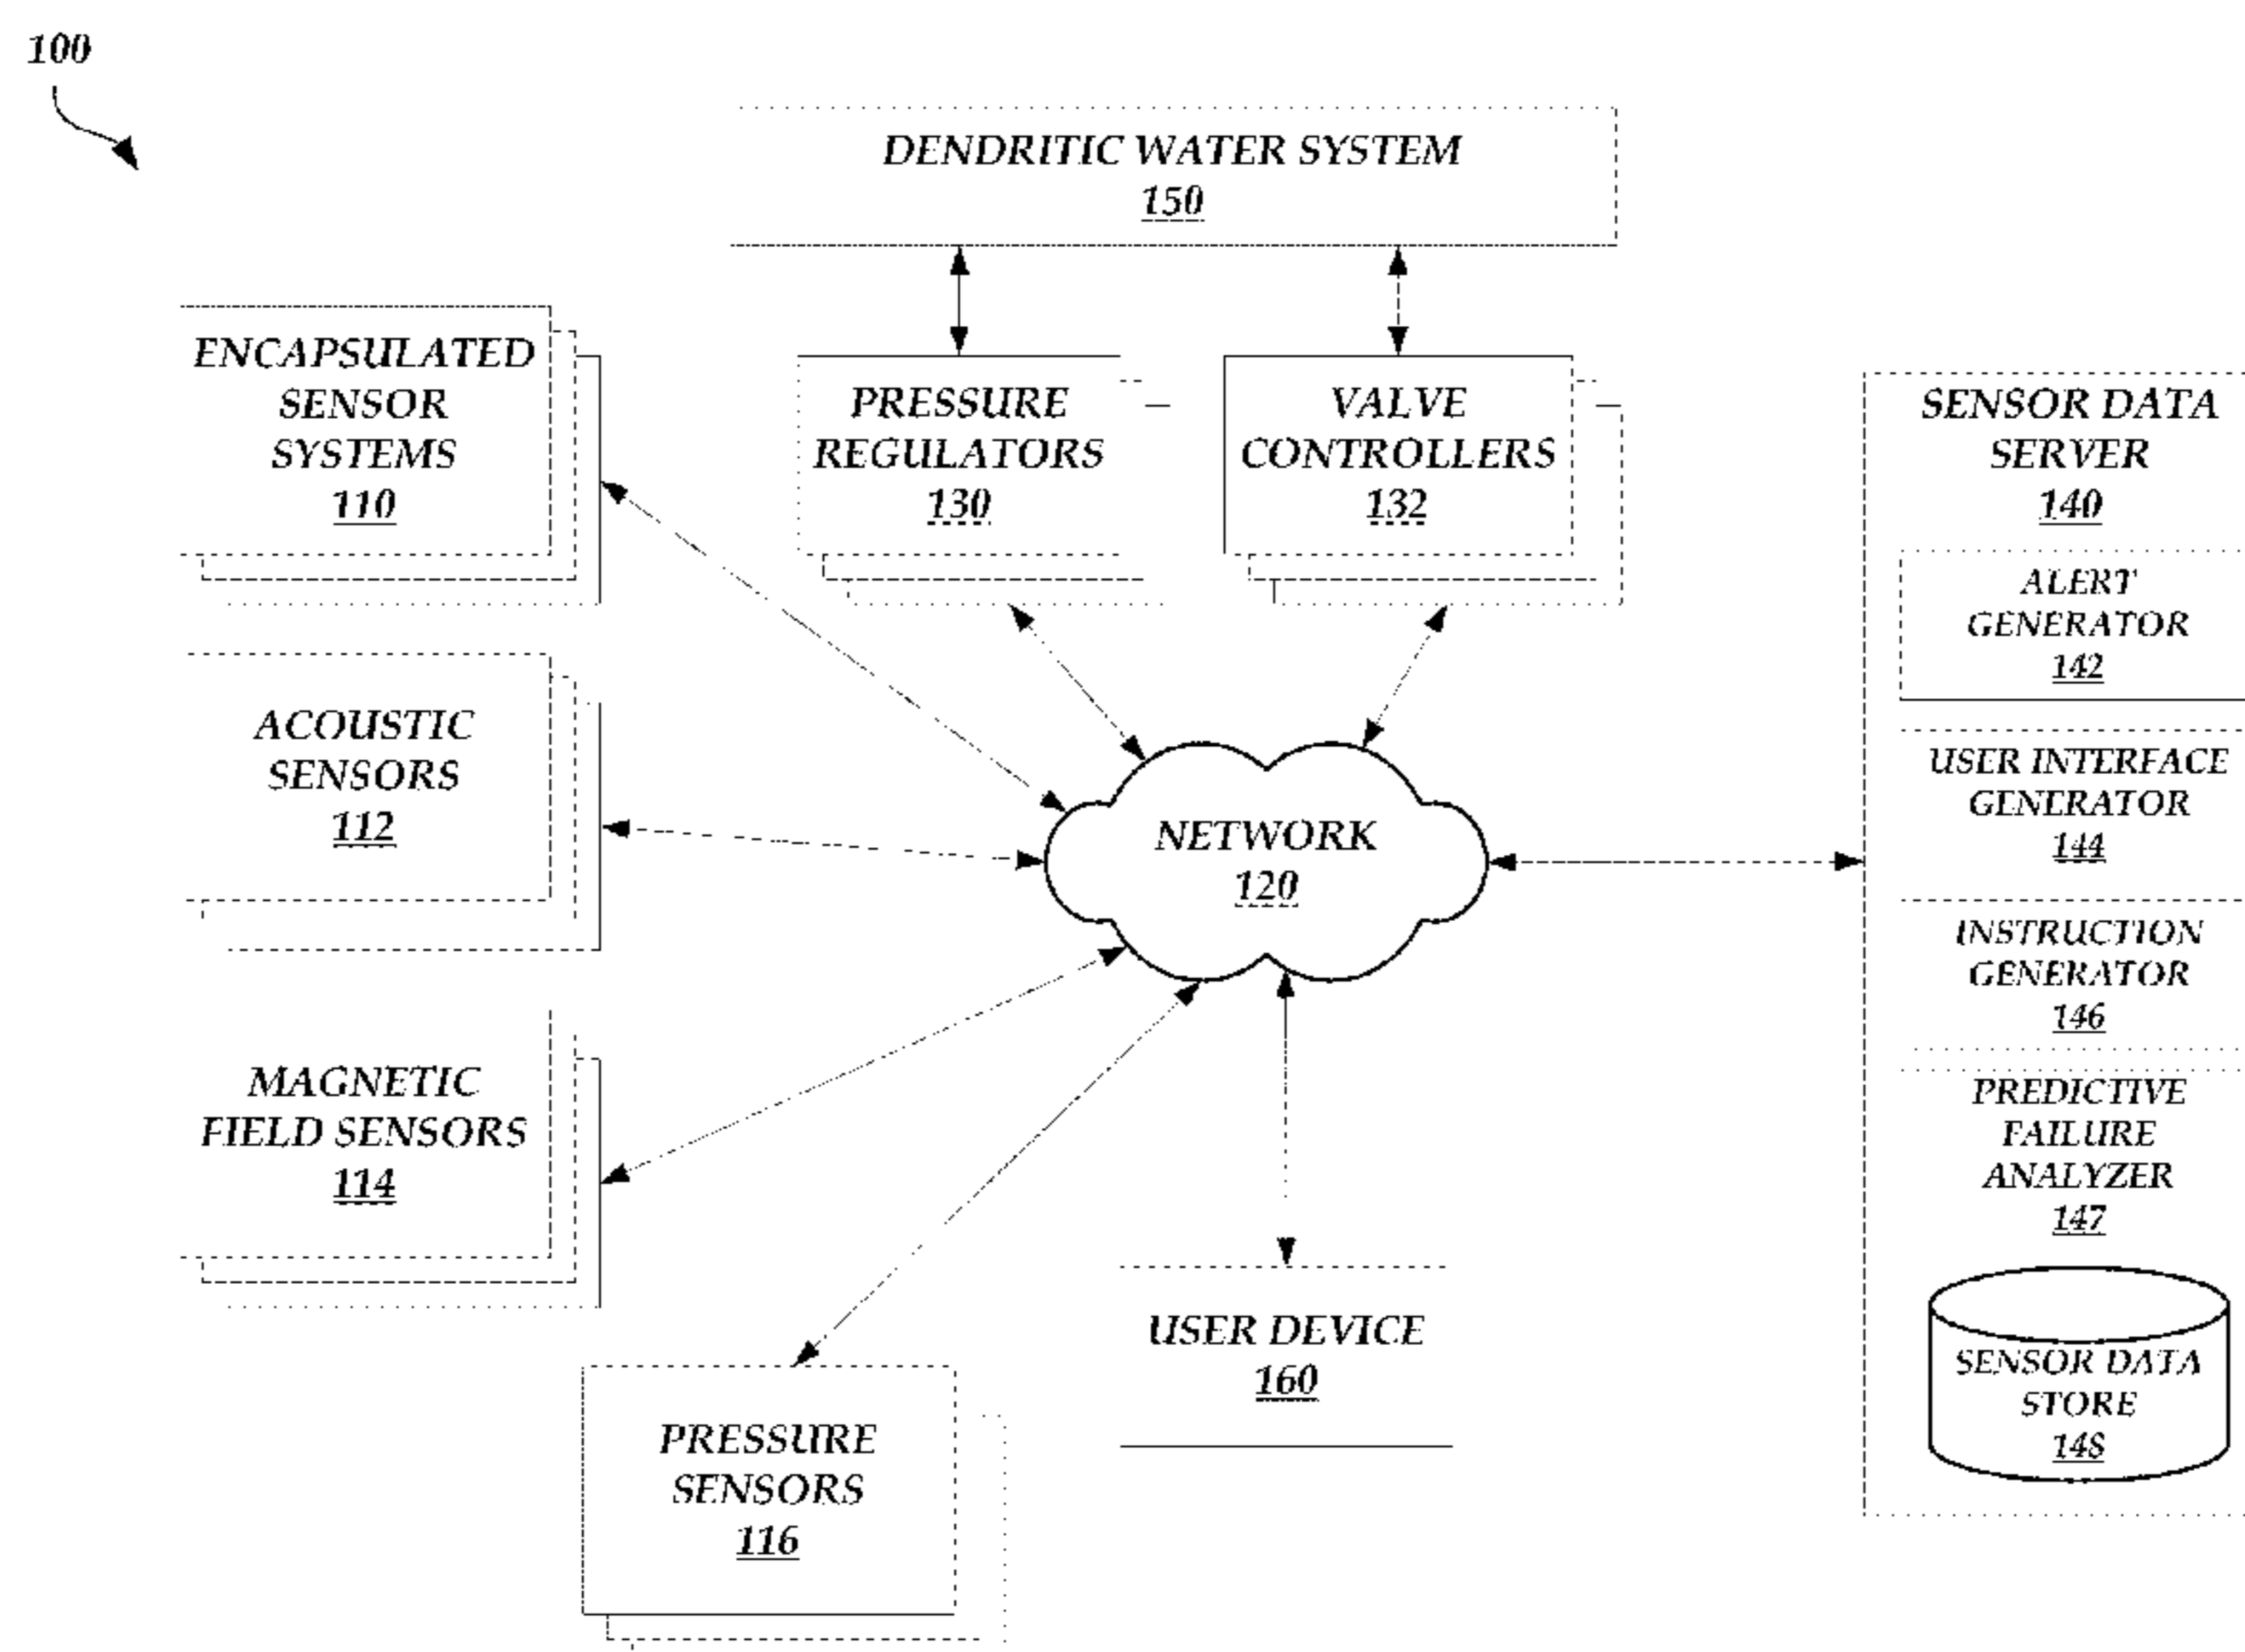 100
DENDRITIC WATER SYSTEM
150
ENCAPSULATED
SENSOR
SYSTEMS
110
PRESSURE
REGULATORS
130
VALVE
CONTROLLERS
132
SENSOR DATA
SERVER
140
ALERT
GENERATOR
142
USER INTERFACE
GENERATOR
144
INSTRUCTION
GENERATOR
146
PREDICTIVE
FAILURE
ANALYZER
147
SENSOR DATA
STORE
148
ACOUSTIC
SENSORS
112
NETWORK
120
MAGNETIC
FIELD SENSORS
114
USER DEVICE
160
PRESSURE
SENSORS
116